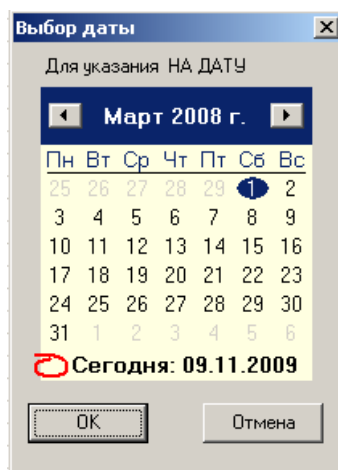 Выбор даты
Для указания НА ДАТУ
Март 2008 г.
Пн Вт Ср Чт Пт Сб Вс
25 26 27 28 29 1 2
3 4 5 6 7 8 9
10 11 12 13 14 15 16
17 18 19 20 21 22 23
24 25 26 27 28 29 30
31 1 2 3 4 5 6
Сегодня: 09.11.2009
OK Отмена